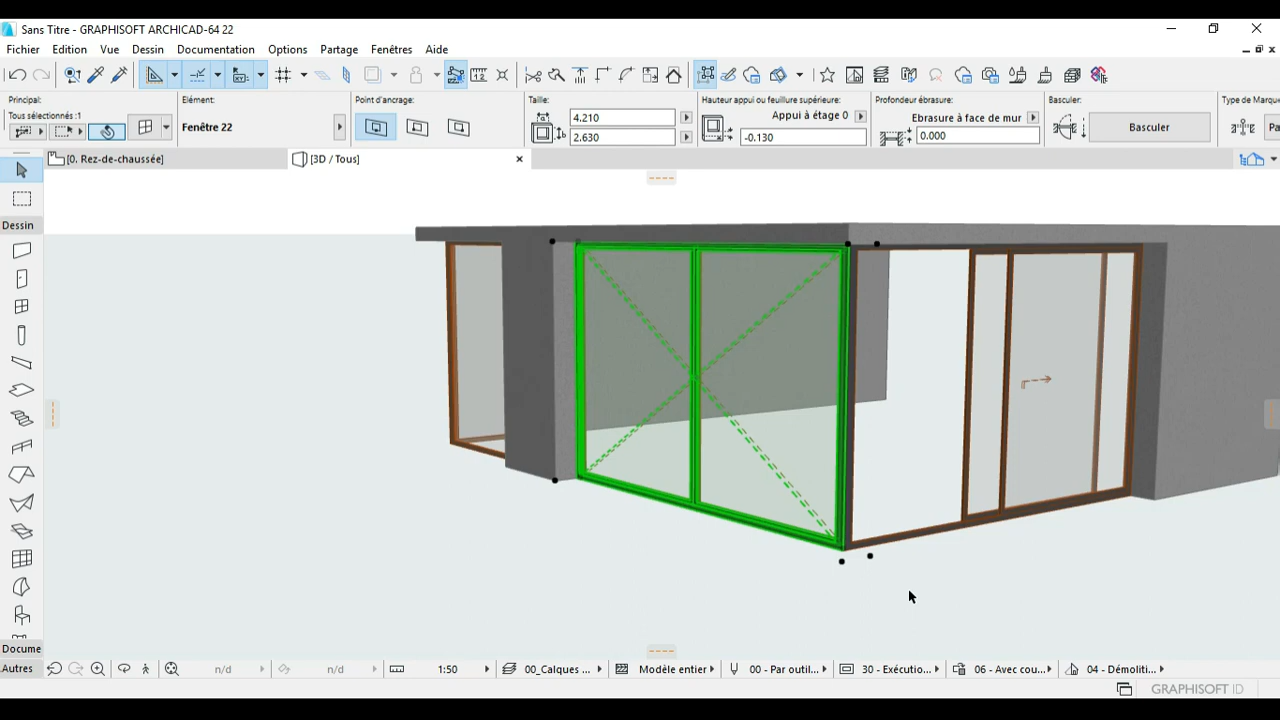 Sans Titre - GRAPHISOFT ARCHICAD-64 22
Fichier Edition Vue Dessin Documentation Options Partage Fenêtres Aide
Principal: Elément: Point d'ancrage: Taille: Hauteur appui ou feuillure supérieure: Profondeur ébrasure: Basculer: Type de Marque
Tous sélectionnés : 1
Fenêtre 22
4.210
2.630
Appui à étage 0
-0.130
Ebrasure à face de mur
0.000
Basculer
Pa
[0. Rez-de-chaussée] [3D / Tous]
Dessin
Docume
Autres
n/d n/d 1:50 00_Calques ... Modèle entier 00 - Par outil... 30 - Exécutio... 06 - Avec cou... 04 - Démoliti...
GRAPHISOFT ID